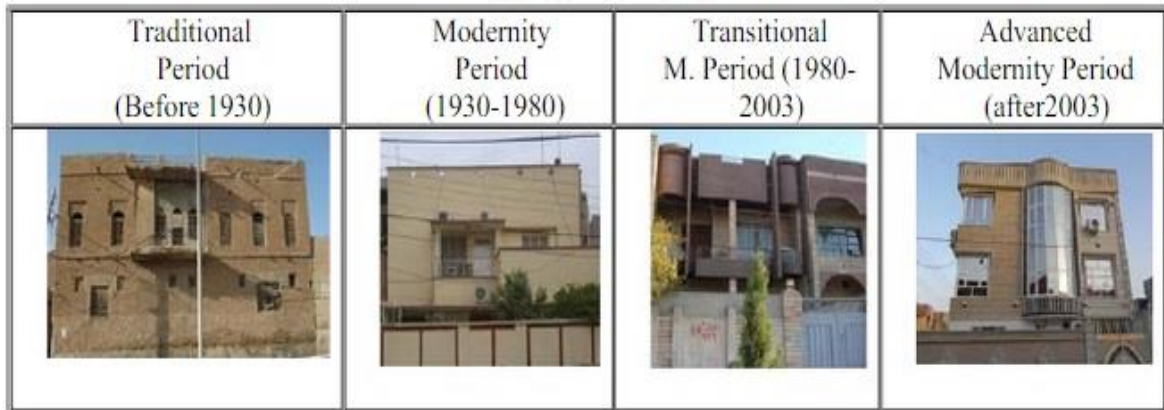 Traditional
Period
(Before 1930)
Modernity
Period
(1930-1980)
Transitional
M. Period (1980-
2003)
Advanced
Modernity Period
(after2003)